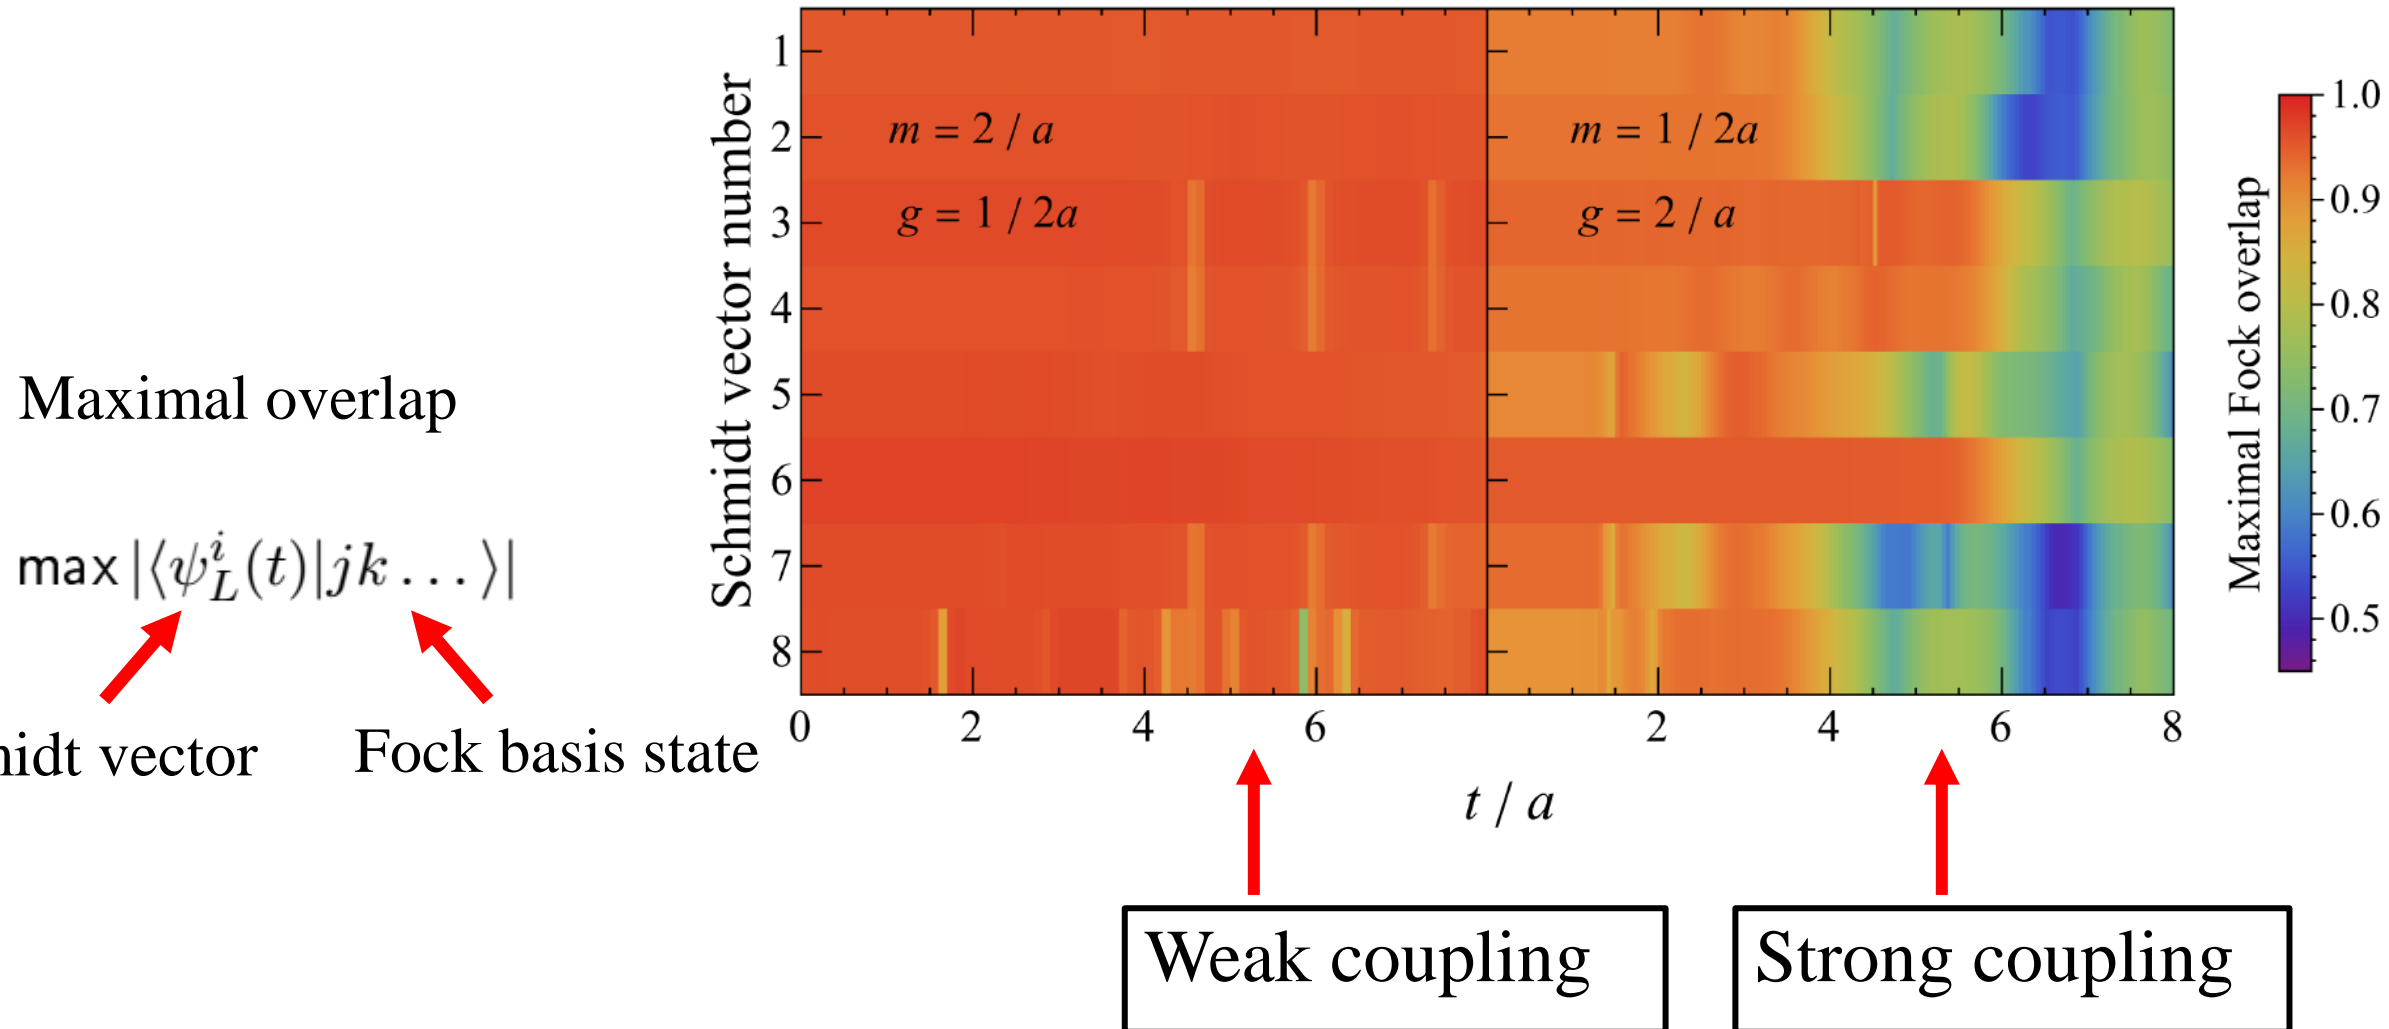 Maximal overlap
max |⟨ψ_L^i(t)|jk . . . ⟩|
vector
Fock basis state
Schmidt vector number
1
2
3
4
5
6
7
8
m = 2 / a
g = 1 / 2a
m = 1 / 2a
g = 2 / a
0 2 4 6 2 4 6 8
t / a
Maximal Fock overlap
1.0
0.9
0.8
0.7
0.6
0.5
Weak coupling
Strong coupling